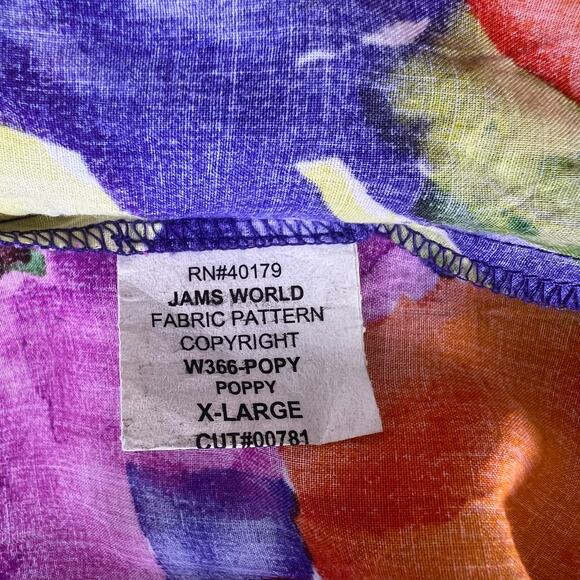 RN#40179
JAMS WORLD
FABRIC PATTERN
COPYRIGHT
W366-POPY
POPPY
X-LARGE
CUT#00781